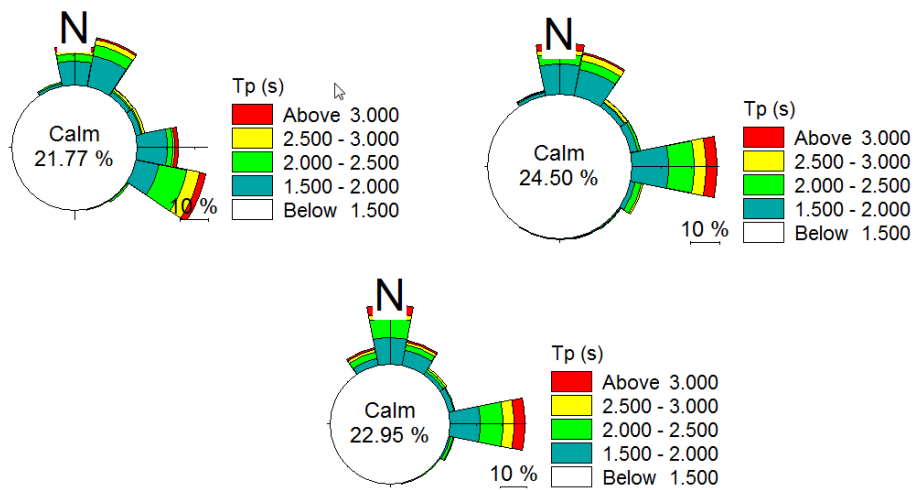 N
Calm
21.77 %
10 %
Tp (s)
Above 3.000
2.500 - 3.000
2.000 - 2.500
1.500 - 2.000
Below 1.500
N
Calm
24.50 %
10 %
Tp (s)
Above 3.000
2.500 - 3.000
2.000 - 2.500
1.500 - 2.000
Below 1.500
N
Calm
22.95 %
10 %
Tp (s)
Above 3.000
2.500 - 3.000
2.000 - 2.500
1.500 - 2.000
Below 1.500